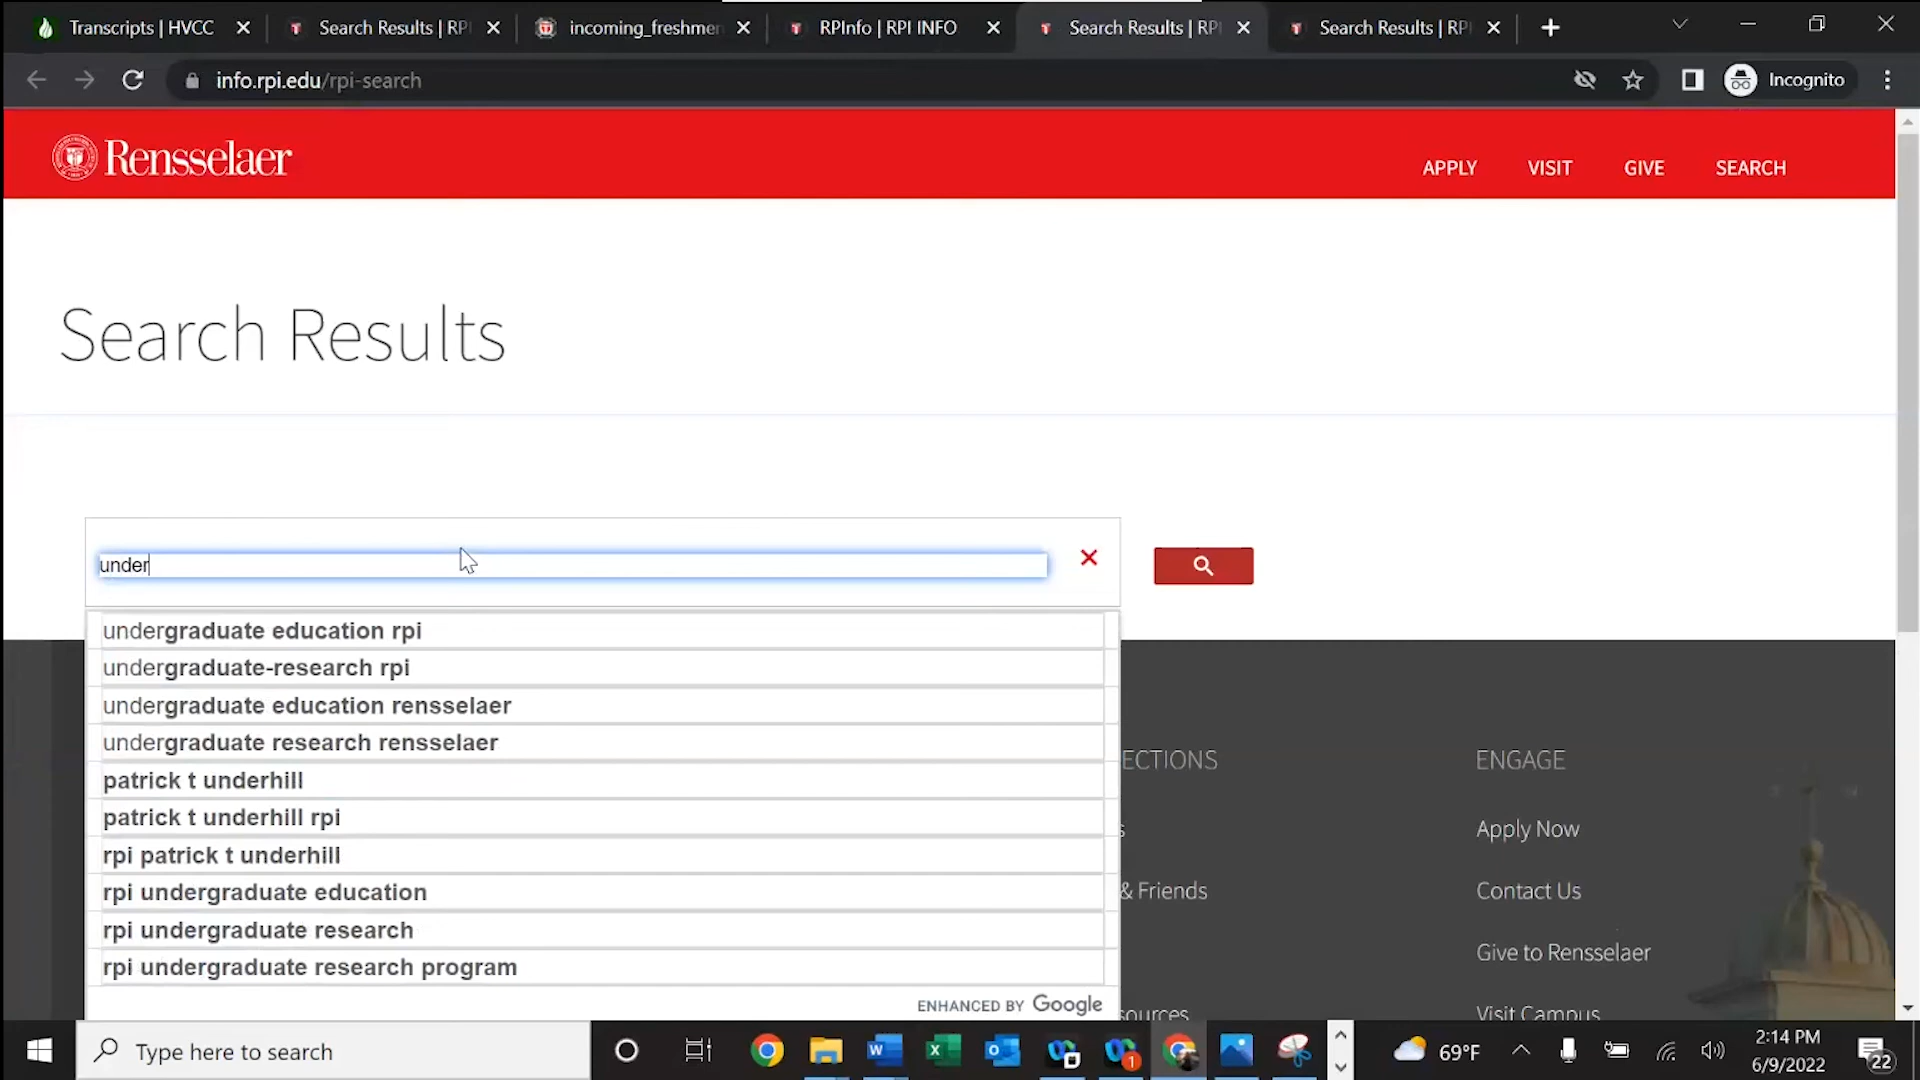 Transcripts | HVCC
Search Results | RP
incoming_freshmen
RPInfo | RPI INFO
Search Results | RPI
Search Results | RPI
info.rpi.edu/rpi-search
Incognito
Rensselaer
APPLY VISIT GIVE SEARCH
Search Results
under
undergraduate education rpi
undergraduate-research rpi
undergraduate education rensselaer
undergraduate research rensselaer
patrick t underhill
patrick t underhill rpi
rpi patrick t underhill
rpi undergraduate education
rpi undergraduate research
rpi undergraduate research program
ENHANCED BY Google
ECTIONS
s
& Friends
sources
ENGAGE
Apply Now
Contact Us
Give to Rensselaer
Visit Campus
Type here to search
1
69°F
2:14 PM
6/9/2022
22